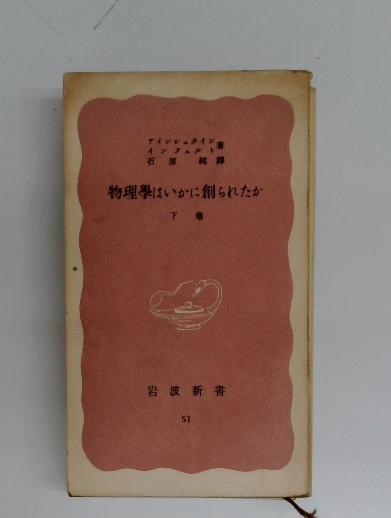 アインシュタイン
インフェルト 著
石原純譯
物理學はいかに創られたか
下巻
岩波新書
51